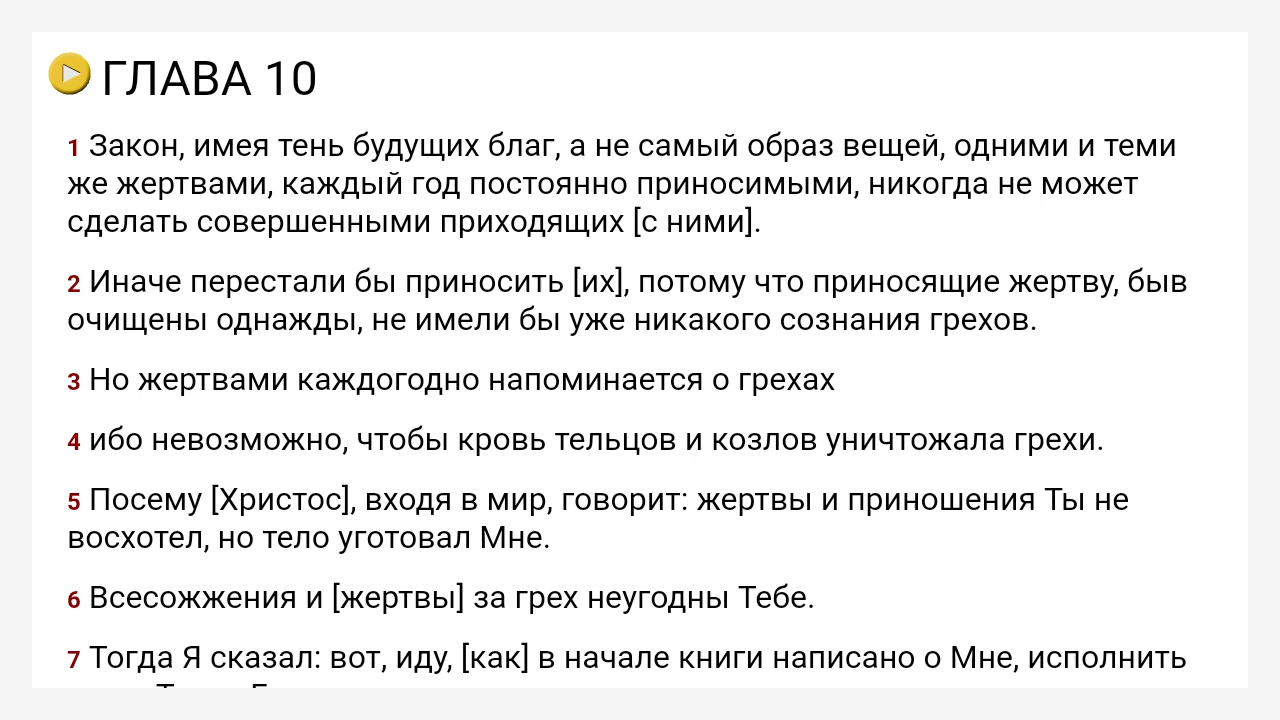 ГЛАВА 10
1 Закон, имея тень будущих благ, а не самый образ вещей, одними и теми
же жертвами, каждый год постоянно приносимыми, никогда не может
сделать совершенными приходящих [с ними].
2 Иначе перестали бы приносить [их], потому что приносящие жертву, быв
очищены однажды, не имели бы уже никакого сознания грехов.
3 Но жертвами каждогодно напоминается о грехах
4 ибо невозможно, чтобы кровь тельцов и козлов уничтожала грехи.
5 Посему [Христос], входя в мир, говорит: жертвы и приношения Ты не
восхотел, но тело уготовал Мне.
6 Всесожжения и [жертвы] за грех неугодны Тебе.
7 Тогда Я сказал: вот, иду, [как] в начале книги написано о Мне, исполнить